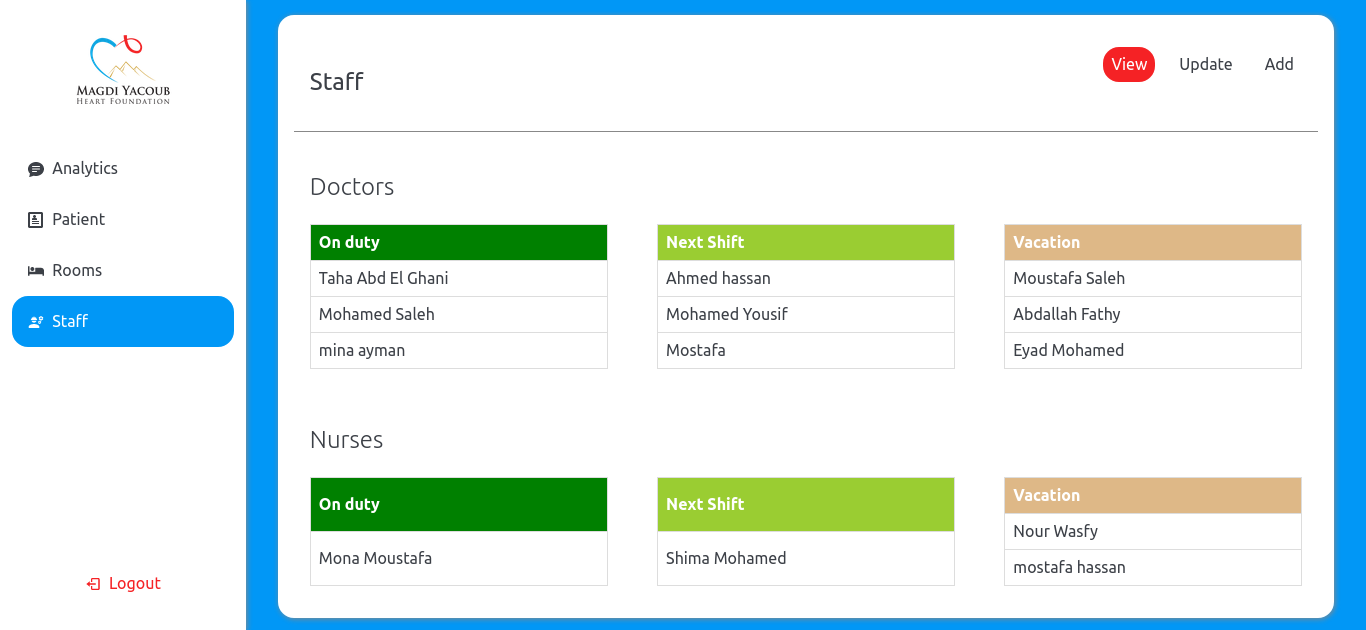 MAGDI YACOUB
HEART FOUNDATION
Analytics
Patient
Rooms
Staff
Logout
Staff
View Update Add
Doctors
On duty Next Shift Vacation
Taha Abd El Ghani Ahmed hassan Moustafa Saleh
Mohamed Saleh Mohamed Yousif Abdallah Fathy
mina ayman Mostafa Eyad Mohamed
Nurses
On duty Next Shift Vacation
Mona Moustafa Shima Mohamed Nour Wasfy
mostafa hassan